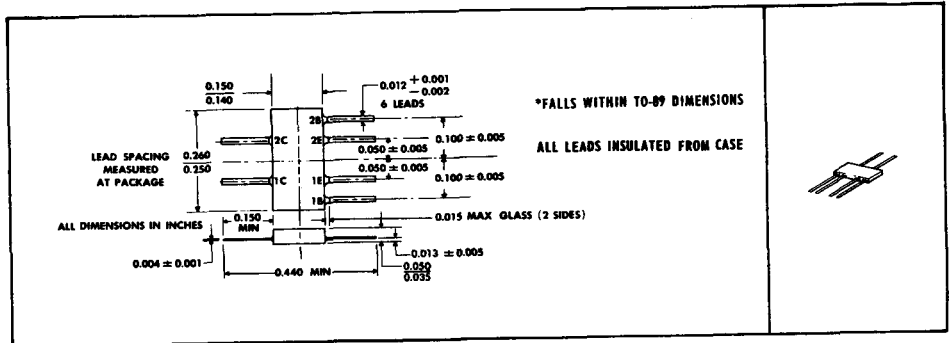 0.150
0.140
0.012 + 0.001
- 0.002
6 LEADS
*FALLS WITHIN TO-89 DIMENSIONS
2B
2C
2E
0.100 ± 0.005
0.050 ± 0.005
ALL LEADS INSULATED FROM CASE
LEAD SPACING
MEASURED
AT PACKAGE
0.260
0.250
0.050 ± 0.005
1C
1E
0.100 ± 0.005
1B
0.150
MIN
0.015 MAX GLASS (2 SIDES)
ALL DIMENSIONS IN INCHES
0.013 ± 0.005
0.004 ± 0.001
0.050
0.035
0.440 MIN